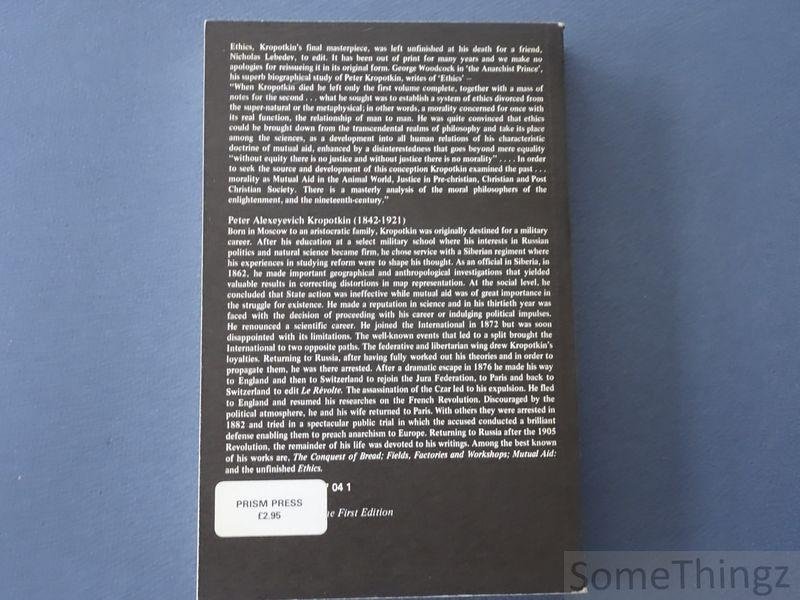 Ethics, Kropotkin's final masterpiece, was left unfinished at his death for a friend,
Nicholas Lebedev, to edit. It has been out of print for many years and we make no
apologies for reissueing it in its original form. George Woodcock in 'the Anarchist Prince',
his superb biographical study of Peter Kropotkin, writes of 'Ethics' –
"When Kropotkin died he left only the first volume complete, together with a mass of
notes for the second . . . what he sought was to establish a system of ethics divorced from
the super-natural or the metaphysical; in other words, a morality concerned for once with
its real function, the relationship of man to man. He was quite convinced that ethics
could be brought down from the transcendental realms of philosophy and take its place
among the sciences, as a development into all human relations of his characteristic
doctrine of mutual aid, enhanced by a disinterestedness that goes beyond mere equality
"without equity there is no justice and without justice there is no morality" . . . . In order
to seek the source and development of this conception Kropotkin examined the past . . .
morality as Mutual Aid in the Animal World, Justice in Pre-christian, Christian and Post
Christian Society. There is a masterly analysis of the moral philosophers of the
enlightenment, and the nineteenth-century."
Peter Alexeyevich Kropotkin (1842-1921)
Born in Moscow to an aristocratic family, Kropotkin was originally destined for a military
career. After his education at a select military school where his interests in Russian
politics and natural science became firm, he chose service with a Siberian regiment where
his experiences in studying reform were to shape his thought. As an official in Siberia, in
1862, he made important geographical and anthropological investigations that yielded
valuable results in correcting distortions in map representation. At the social level, he
concluded that State action was ineffective while mutual aid was of great importance in
the struggle for existence. He made a reputation in science and in his thirtieth year was
faced with the decision of proceeding with his career or indulging political impulses.
He renounced a scientific career. He joined the International in 1872 but was soon
disappointed with its limitations. The well-known events that led to a split brought the
International to two opposite paths. The federative and libertarian wing drew Kropotkin's
loyalties. Returning to Russia, after having fully worked out his theories and in order to
propagate them, he was there arrested. After a dramatic escape in 1876 he made his way
to England and then to Switzerland to rejoin the Jura Federation, to Paris and back to
Switzerland to edit Le Rèvolte. The assassination of the Czar led to his expulsion. He fled
to England and resumed his researches on the French Revolution. Discouraged by the
political atmosphere, he and his wife returned to Paris. With others they were arrested in
1882 and tried in a spectacular public trial in which the accused conducted a brilliant
defense enabling them to preach anarchism to Europe. Returning to Russia after the 1905
Revolution, the remainder of his life was devoted to his writings. Among the best known
of his works are, The Conquest of Bread; Fields, Factories and Workshops; Mutual Aid:
and the unfinished Ethics.
04 1
PRISM PRESS
£2.95
First Edition
SomeThingz